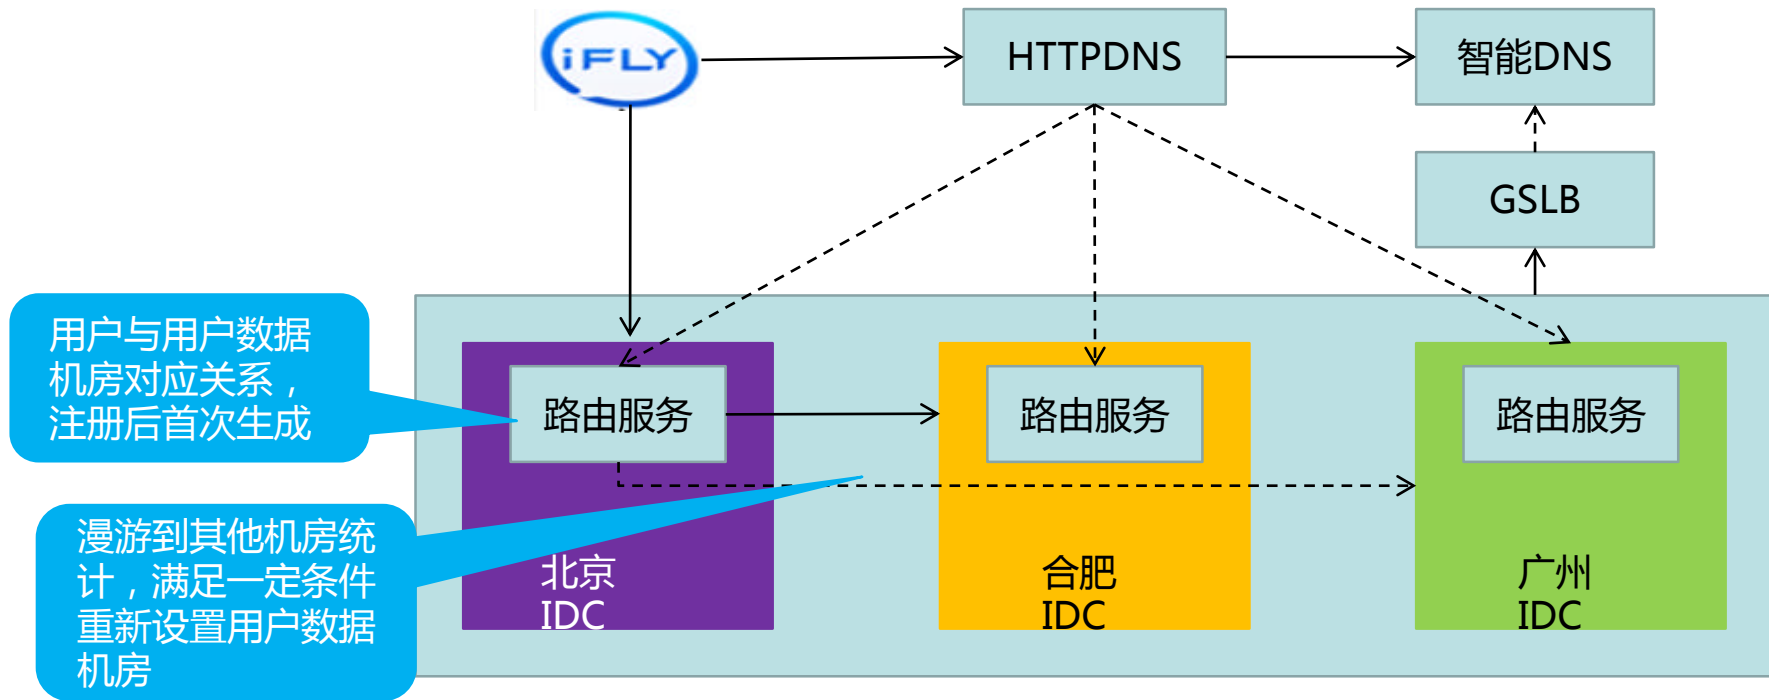 iFLY
HTTPDNS
智能DNS
GSLB
用户与用户数据
机房对应关系，
注册后首次生成
路由服务
路由服务
路由服务
漫游到其他机房统
计，满足一定条件
重新设置用户数据
机房
北京
IDC
合肥
IDC
广州
IDC